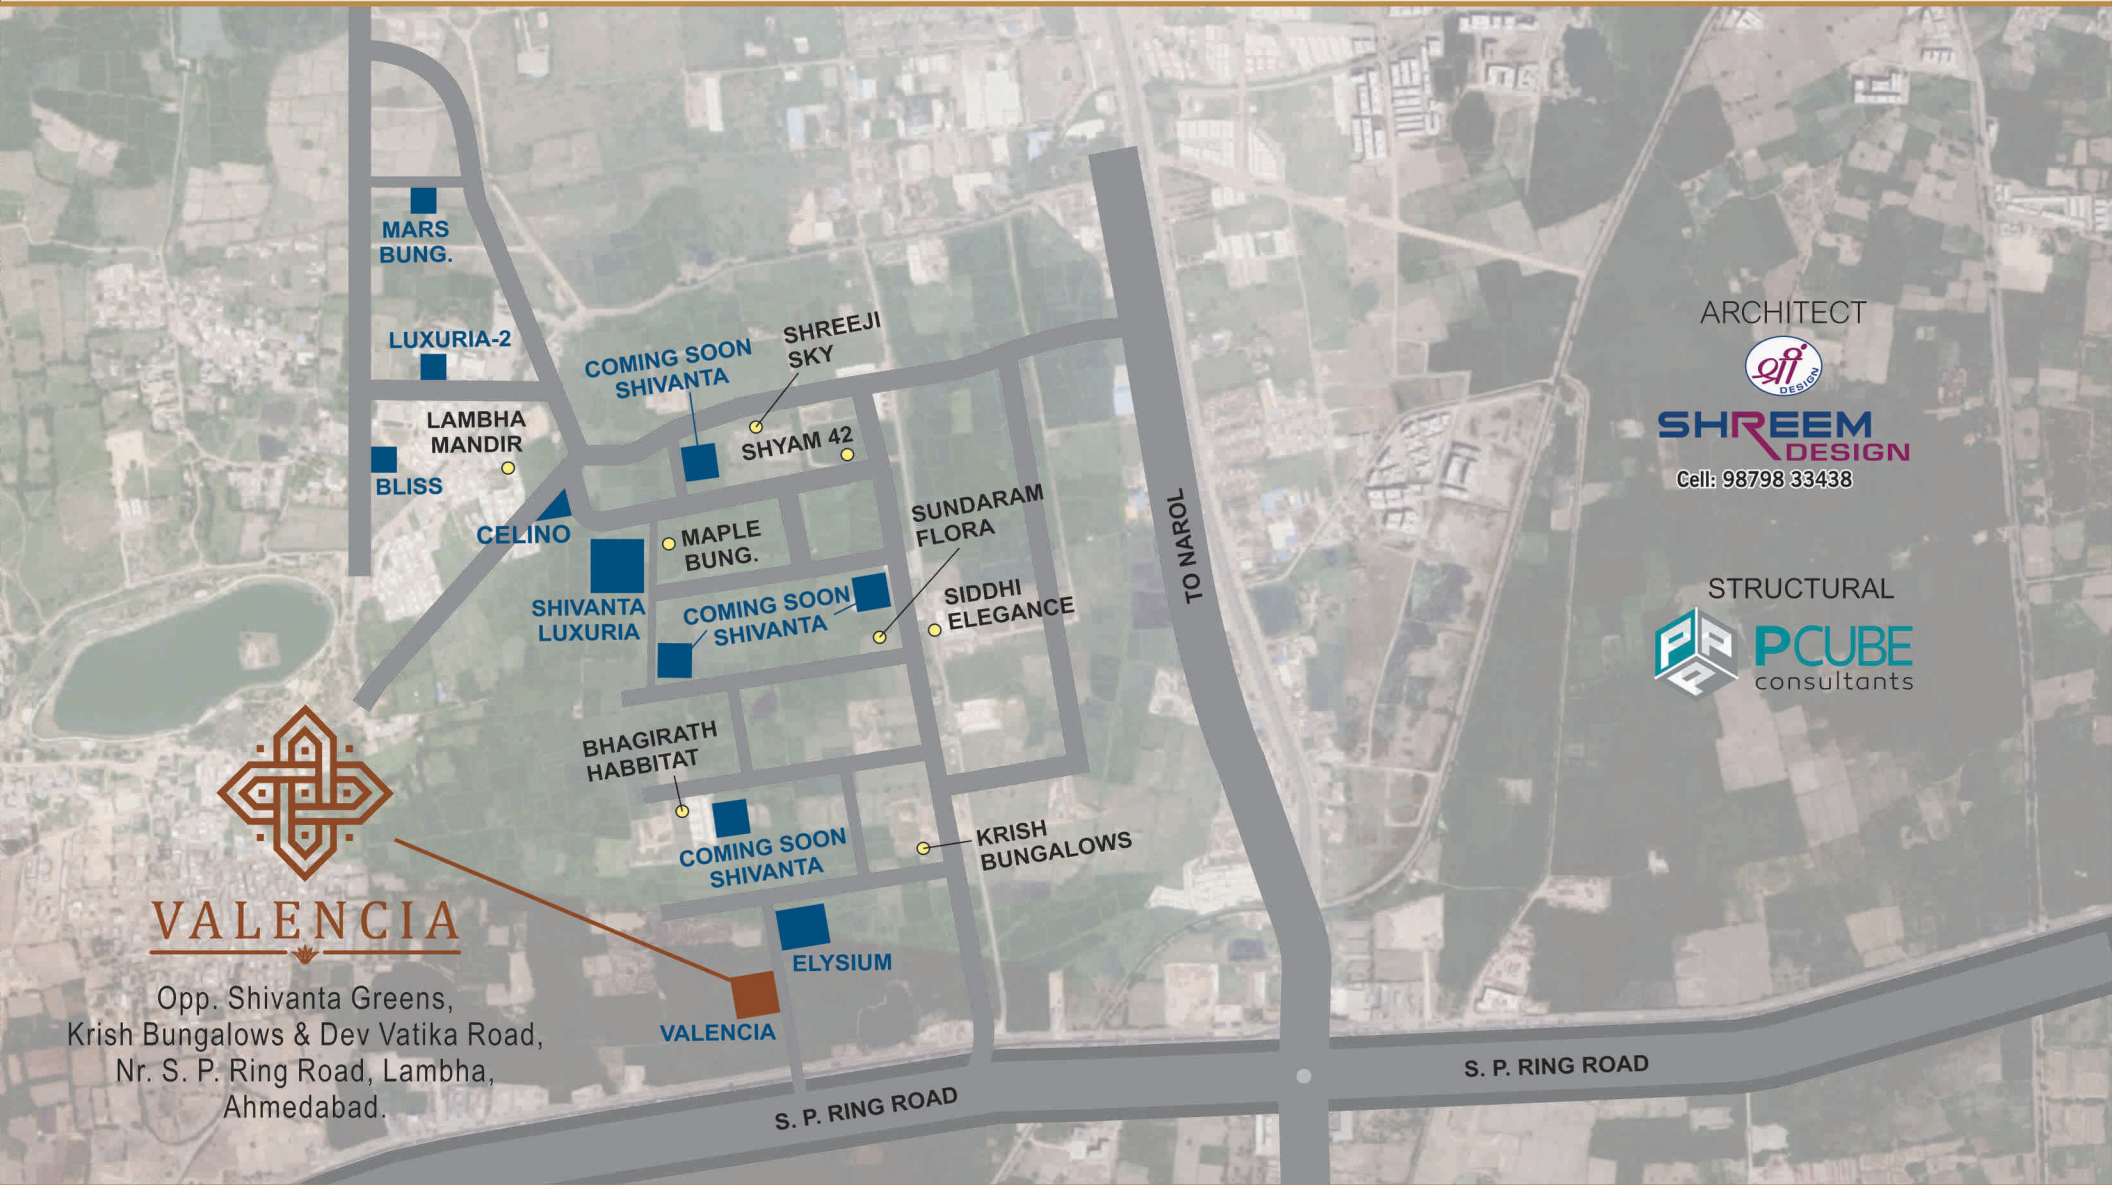 MARS
BUNG.
LUXURIA-2
LAMBHA
MANDIR
BLISS
CELINO
COMING SOON
SHIVANTA
SHREEJI
SKY
SHYAM 42
MAPLE
BUNG.
SHIVANTA
LUXURIA
COMING SOON
SHIVANTA
SUNDARAM
FLORA
SIDDHI
ELEGANCE
TO NAROL
BHAGIRATH
HABBITAT
COMING SOON
SHIVANTA
KRISH
BUNGALOWS
ELYSIUM
VALENCIA
S. P. RING ROAD
S. P. RING ROAD
VALENCIA
Opp. Shivanta Greens,
Krish Bungalows & Dev Vatika Road,
Nr. S. P. Ring Road, Lambha,
Ahmedabad.
ARCHITECT
श्रीं
DESIGN
SHREEM
DESIGN
Cell: 98798 33438
STRUCTURAL
P P P
PCUBE
consultants